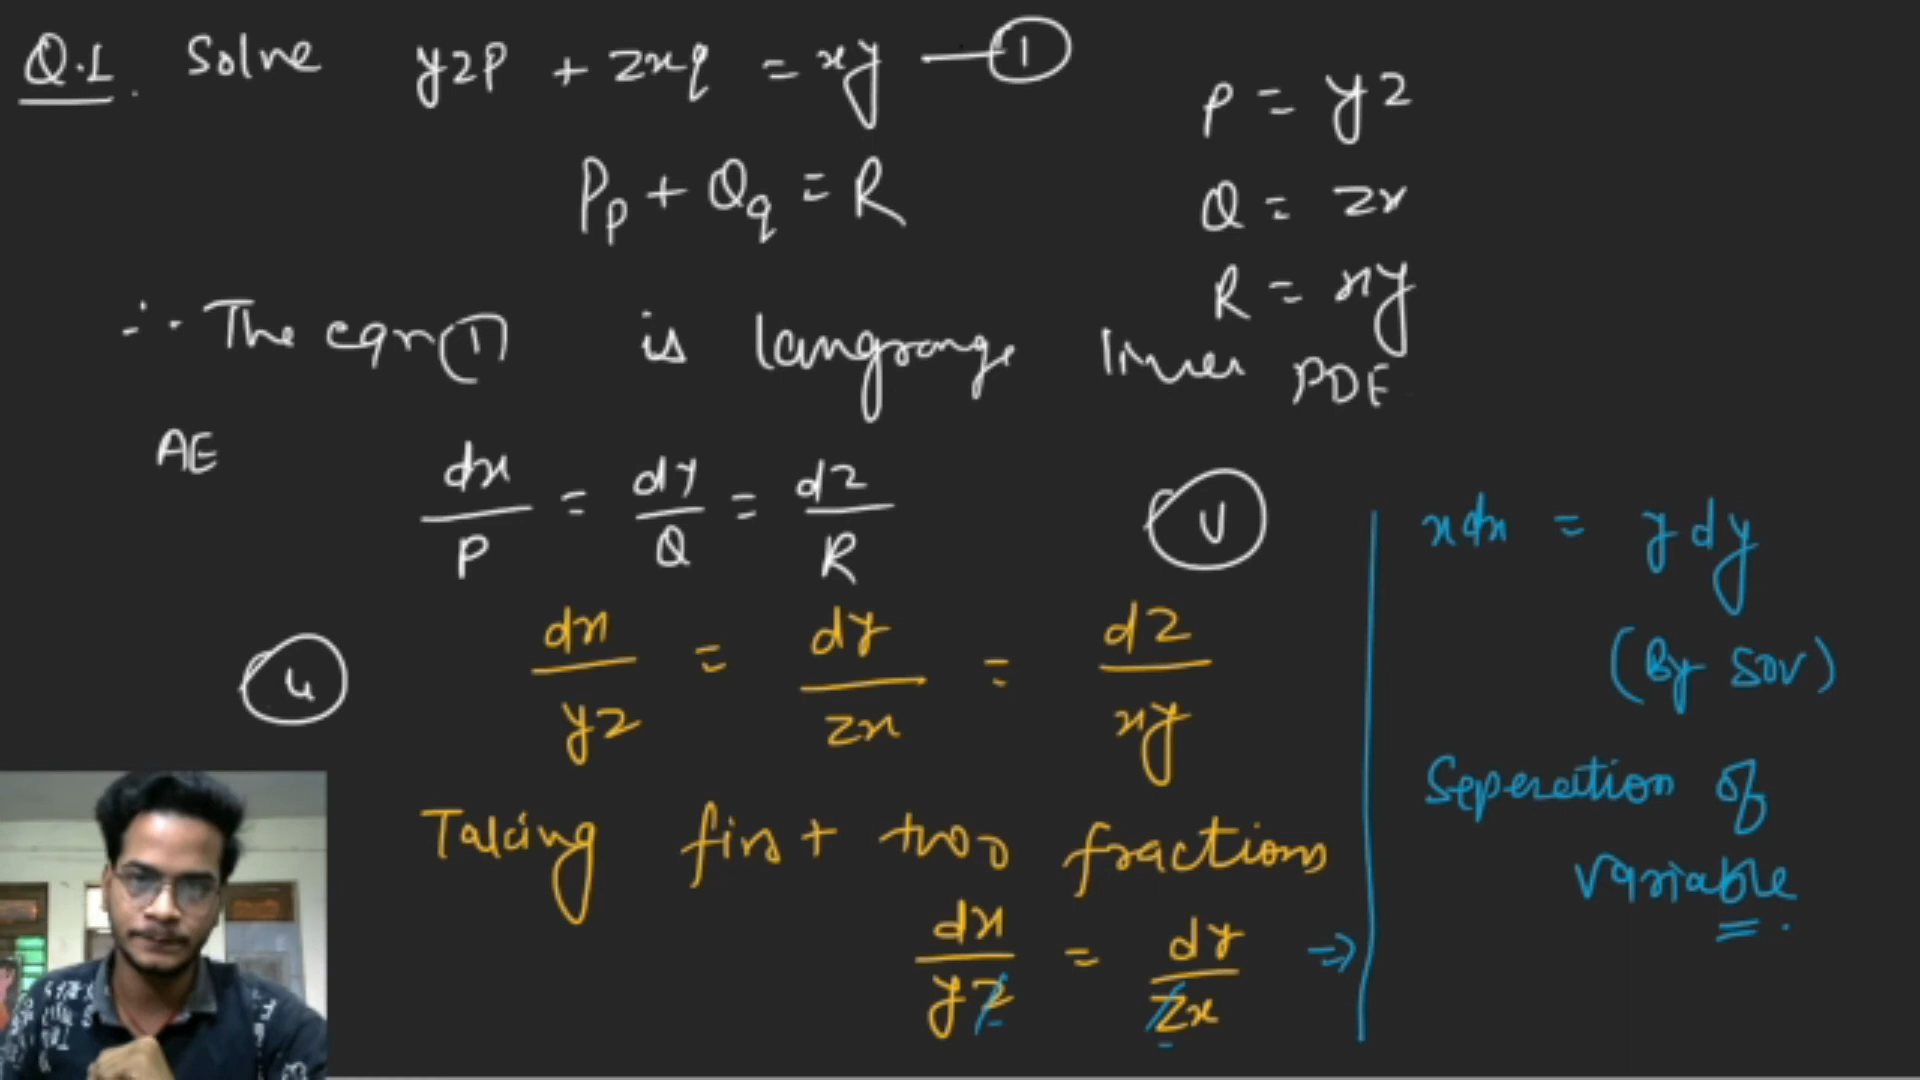 Q.1. Solve yzp + zxq = xy — ①
P = yz
Pp + Qq = R
Q = zx
R = xy
∴ The eqn ① is langrange linear PDE
AE
dx/P = dy/Q = dz/R
dx/yz = dy/zx = dz/xy
Taking first two fractions
dx/yz = dy/zx ⇒
xdx = ydy
(By SOV)
Seperation of
variable